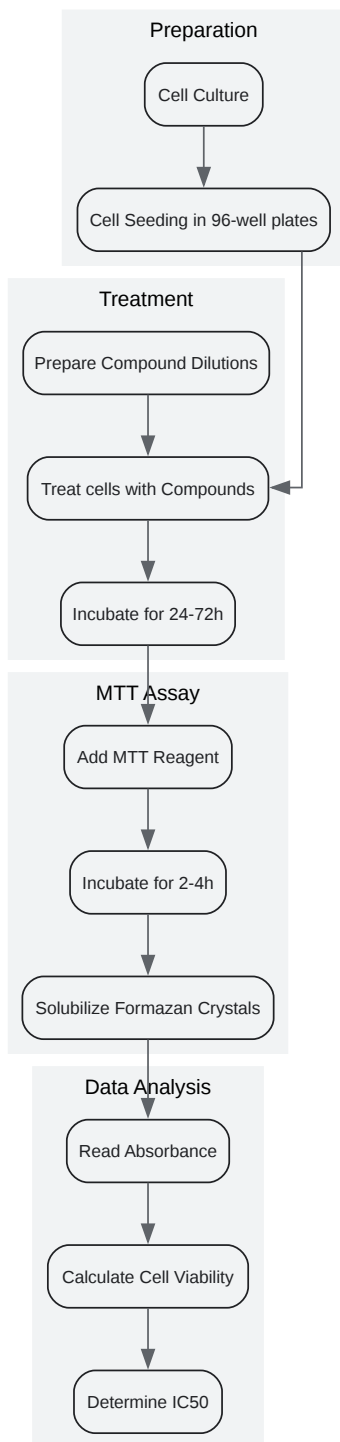 Preparation
Cell Culture
Cell Seeding in 96-well plates
Treatment
Prepare Compound Dilutions
Treat cells with Compounds
Incubate for 24-72h
MTT Assay
Add MTT Reagent
Incubate for 2-4h
Solubilize Formazan Crystals
Data Analysis
Read Absorbance
Calculate Cell Viability
Determine IC50